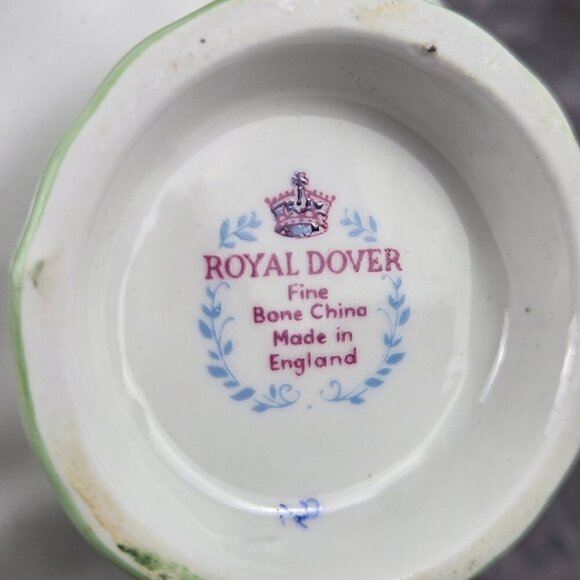 ROYAL DOVER
Fine
Bone China
Made in
England